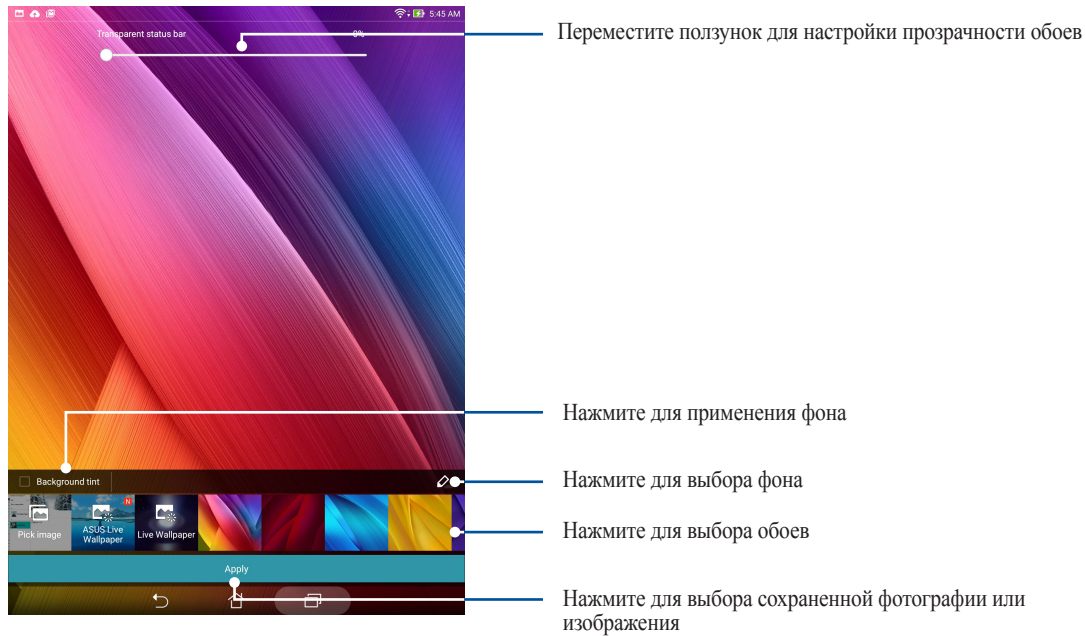 5:45 AM
Transparent status bar 0%
Переместите ползунок для настройки прозрачности обоев
Нажмите для применения фона
Background tint
Нажмите для выбора фона
N
Pick image
ASUS Live
Wallpaper
Live Wallpaper
Нажмите для выбора обоев
Apply
Нажмите для выбора сохраненной фотографии или
изображения